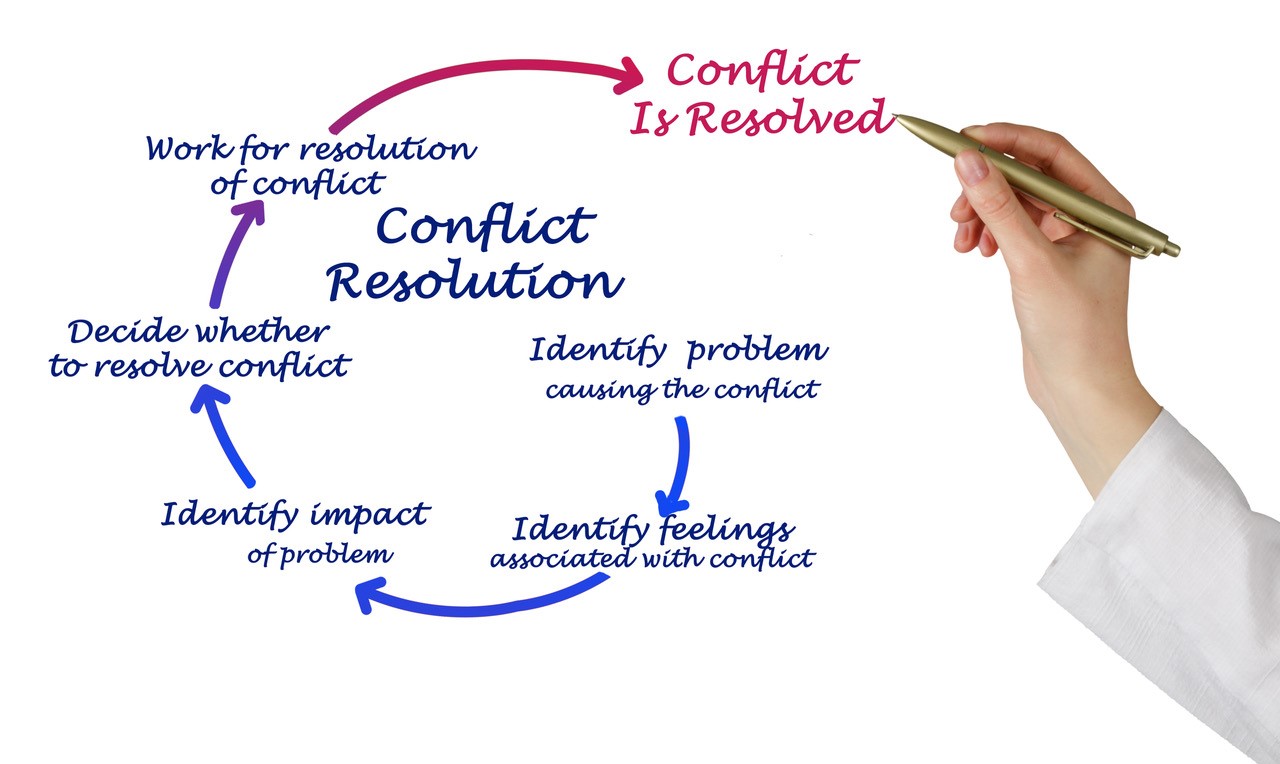 Conflict
Is Resolved
Work for resolution
of conflict
Conflict
Resolution
Decide whether
to resolve conflict
Identify problem
causing the conflict
Identify impact
of problem
Identify feelings
associated with conflict